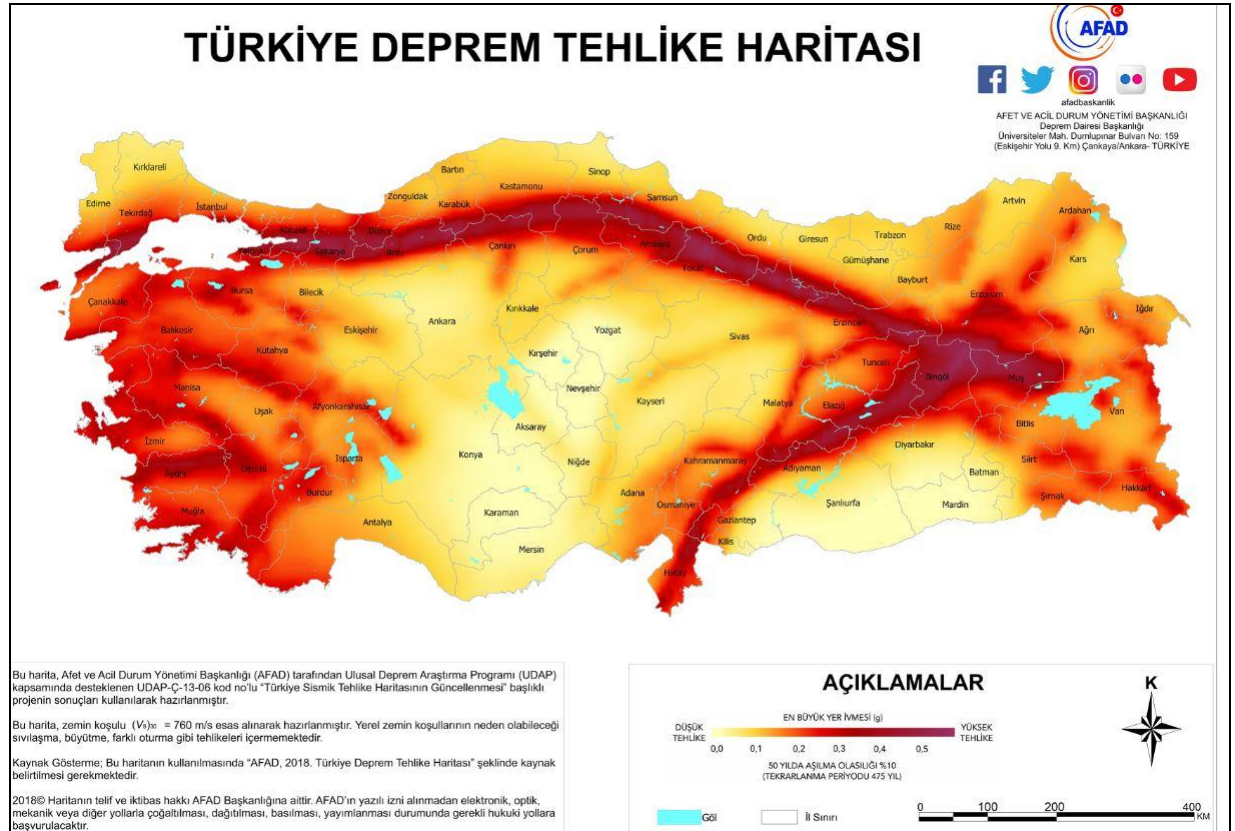 TÜRKİYE DEPREM TEHLİKE HARİTASI
AFAD
afadbaskanlik
AFET VE ACİL DURUM YÖNETİMİ BAŞKANLIĞI
Deprem Dairesi Başkanlığı
Üniversiteler Mah. Dumlupınar Bulvarı No: 159
(Eskişehir Yolu 9. Km) Çankaya/Ankara- TÜRKİYE
Kırklareli
Edirne
Tekirdağ
İstanbul
Kocaeli
Sakarya
Düzce
Bolu
Zonguldak
Bartın
Karabük
Kastamonu
Sinop
Samsun
Çankırı
Çorum
Amasya
Tokat
Ordu
Giresun
Trabzon
Gümüşhane
Bayburt
Rize
Artvin
Ardahan
Kars
Erzurum
Iğdır
Ağrı
Çanakkale
Bursa
Bilecik
Balıkesir
Kütahya
Eskişehir
Ankara
Kırıkkale
Yozgat
Kırşehir
Nevşehir
Sivas
Erzincan
Tunceli
Bingöl
Muş
Manisa
Uşak
Afyonkarahisar
İzmir
Aydın
Denizli
Isparta
Burdur
Muğla
Antalya
Konya
Aksaray
Niğde
Kayseri
Karaman
Mersin
Adana
Malatya
Elazığ
Kahramanmaraş
Osmaniye
Adıyaman
Gaziantep
Kilis
Hatay
Şanlıurfa
Diyarbakır
Batman
Mardin
Bitlis
Van
Siirt
Şırnak
Hakkari
Bu harita, Afet ve Acil Durum Yönetimi Başkanlığı (AFAD) tarafından Ulusal Deprem Araştırma Programı (UDAP)
kapsamında desteklenen UDAP-Ç-13-06 kod no'lu “Türkiye Sismik Tehlike Haritasının Güncellenmesi” başlıklı
projenin sonuçları kullanılarak hazırlanmıştır.
Bu harita, zemin koşulu (Vs)30 = 760 m/s esas alınarak hazırlanmıştır. Yerel zemin koşullarının neden olabileceği
sıvılaşma, büyütme, farklı oturma gibi tehlikeleri içermemektedir.
Kaynak Gösterme; Bu haritanın kullanılmasında “AFAD, 2018. Türkiye Deprem Tehlike Haritası” şeklinde kaynak
belirtilmesi gerekmektedir.
2018© Haritanın telif ve iktibas hakkı AFAD Başkanlığına aittir. AFAD'ın yazılı izni alınmadan elektronik, optik,
mekanik veya diğer yollarla çoğaltılması, dağıtılması, basılması, yayımlanması durumunda gerekli hukuki yollara
başvurulacaktır.
AÇIKLAMALAR
EN BÜYÜK YER İVMESİ (g)
DÜŞÜK TEHLİKE
YÜKSEK TEHLİKE
0,0 0,1 0,2 0,3 0,4 0,5
50 YILDA AŞILMA OLASILIĞI %10
(TEKRARLANMA PERİYODU 475 YIL)
Göl
İl Sınırı
K
0 100 200 400
KM